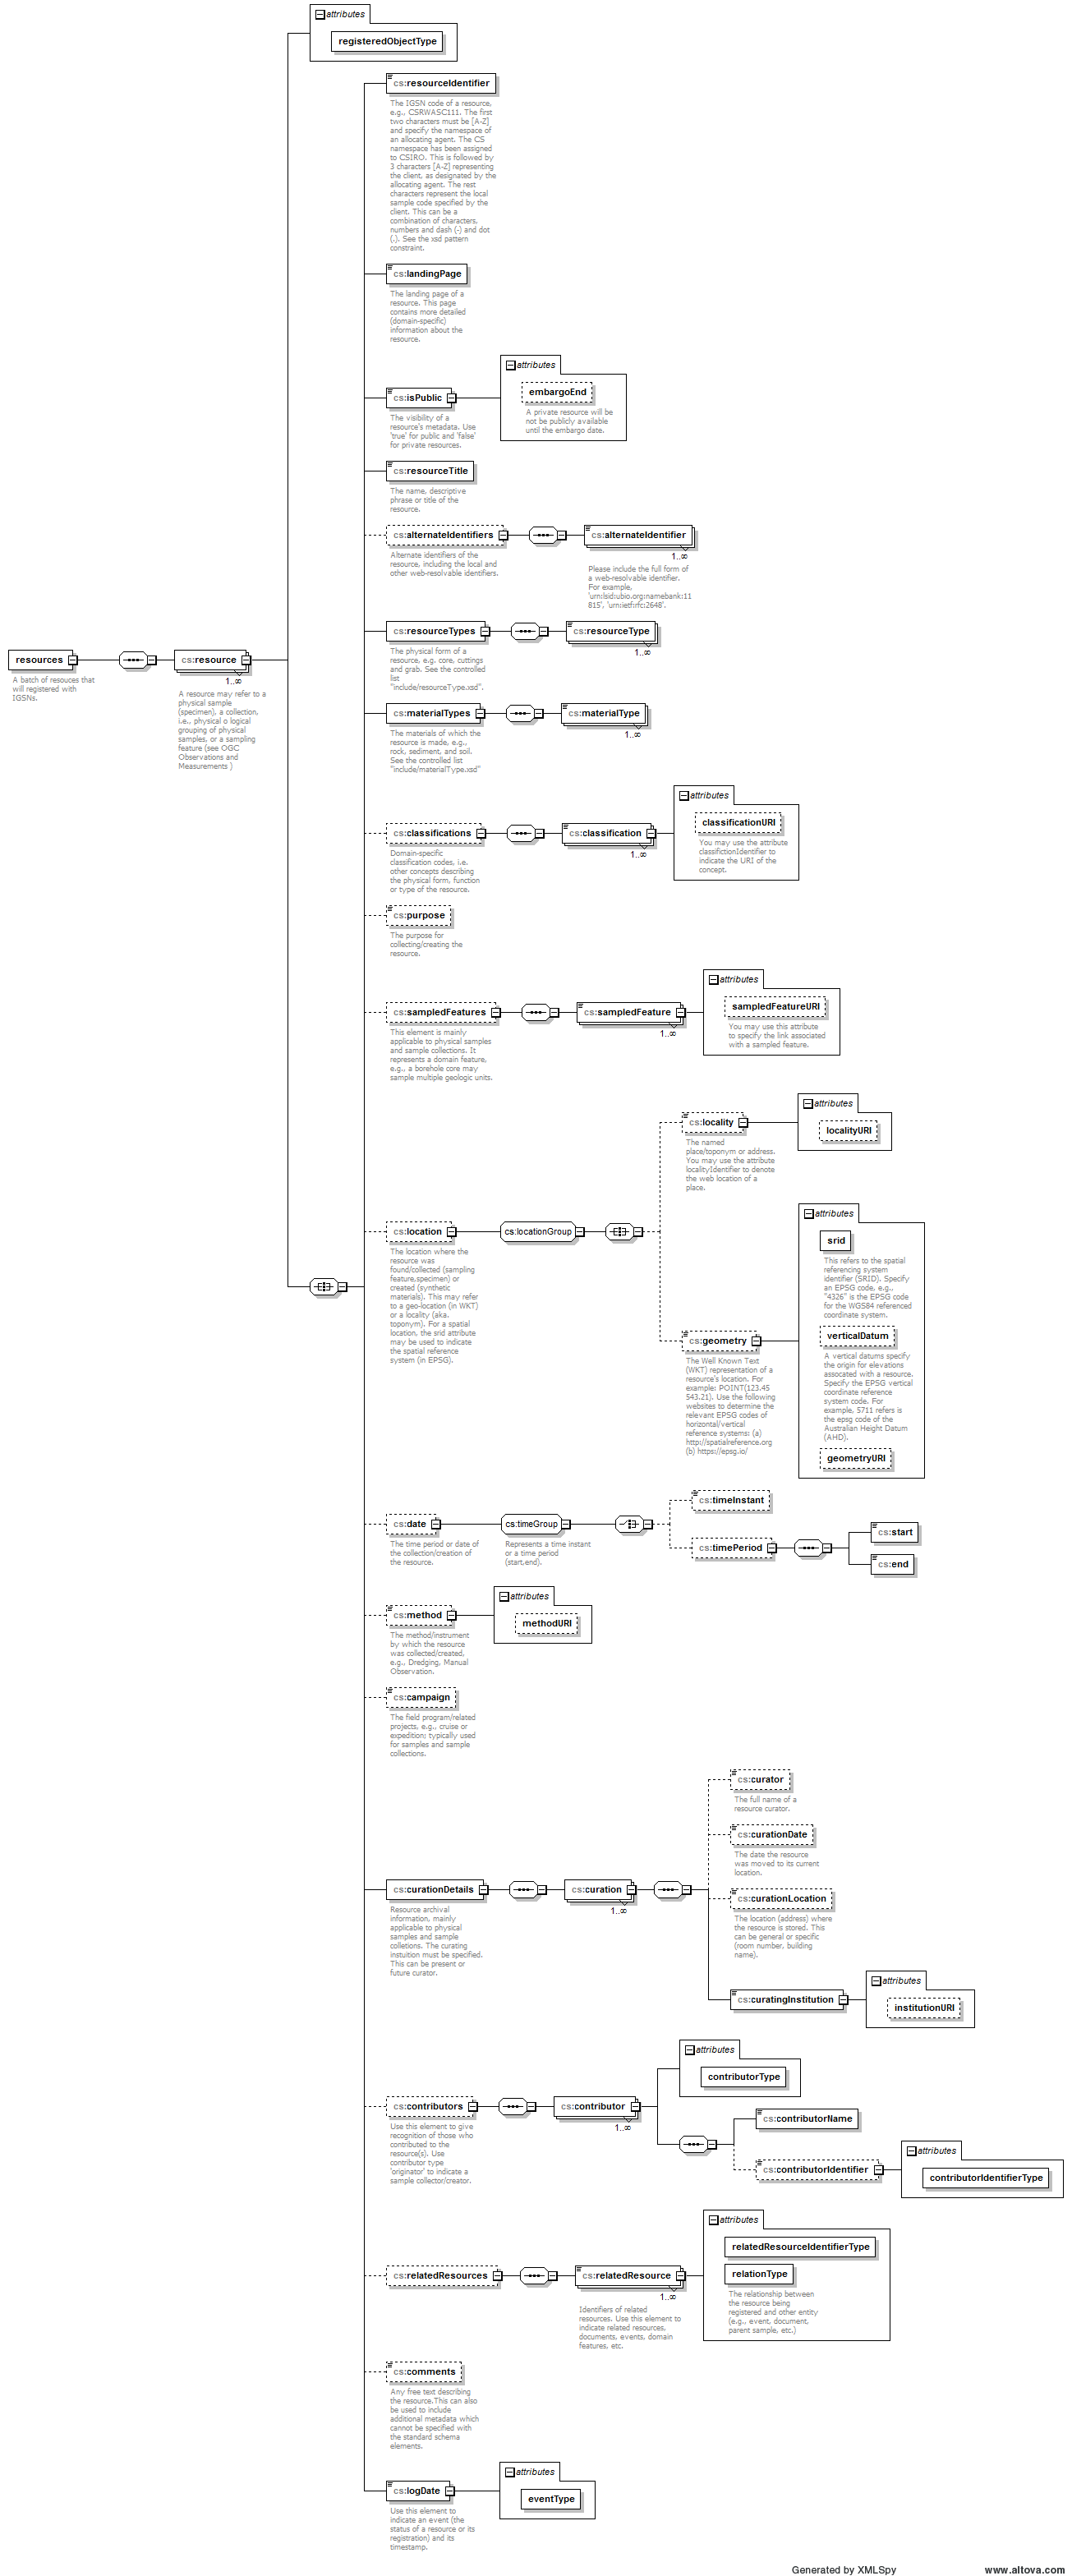 attributes
registeredObjectType
cs:resourceIdentifier
The IGSN code of a resource,
e.g., CSRWASC111. The first
two characters must be [A-Z]
and specify the namespace of
an allocating agent. The CS
namespace has been assigned
to CSIRO. This is followed by
3 characters [A-Z] representing
the client, as designated by the
allocating agent. The rest
characters represent the local
sample code specified by the
client. This can be a
combination of characters,
numbers and dash (-) and dot
(.). See the xsd pattern
constraint.
cs:landingPage
The landing page of a
resource. This page
contains more detailed
(domain-specific)
information about the
resource.
attributes
cs:isPublic
embargoEnd
The visibility of a
resource's metadata. Use
'true' for public and 'false'
for private resources.
A private resource will be
not be publicly available
until the embargo date.
cs:resourceTitle
The name, descriptive
phrase or title of the
resource.
cs:alternateIdentifiers
cs:alternateIdentifier
1..∞
Alternate identifiers of the
resource, including the local and
other web-resolvable identifiers.
Please include the full form of
a web-resolvable identifier.
For example,
'urn:lsid:ubio.org:namebank:11
815', 'urn:ietf:rfc:2648'.
cs:resourceTypes
cs:resourceType
1..∞
The physical form of a
resource, e.g. core, cuttings
and grab. See the controlled
list
"include/resourceType.xsd".
resources
A batch of resouces that
will registered with
IGSNs.
cs:resource
1..∞
A resource may refer to a
physical sample
(specimen), a collection,
i.e., physical o logical
grouping of physical
samples, or a sampling
feature (see OGC
Observations and
Measurements )
cs:materialTypes
cs:materialType
1..∞
The materials of which the
resource is made, e.g.,
rock, sediment, and soil.
See the controlled list
"include/materialType.xsd"
attributes
cs:classifications
cs:classification
1..∞
classificationURI
Domain-specific
classification codes, i.e.
other concepts describing
the physical form, function
or type of the resource.
You may use the attribute
classifictionIdentifier to
indicate the URI of the
concept.
cs:purpose
The purpose for
collecting/creating the
resource.
attributes
cs:sampledFeatures
cs:sampledFeature
1..∞
sampledFeatureURI
This element is mainly
applicable to physical samples
and sample collections. It
represents a domain feature,
e.g., a borehole core may
sample multiple geologic units.
You may use this attribute
to specify the link associated
with a sampled feature.
attributes
cs:locality
localityURI
The named
place/toponym or address.
You may use the attribute
localityIdentifier to denote
the web location of a
place.
cs:location
cs:locationGroup
The location where the
resource was
found/collected (sampling
feature,specimen) or
created (synthetic
materials). This may refer
to a geo-location (in WKT)
or a locality (aka.
toponym). For a spatial
location, the srid attribute
may be used to indicate
the spatial reference
system (in EPSG).
attributes
srid
This refers to the spatial
referencing system
identifier (SRID). Specify
an EPSG code, e.g.,
"4326" is the EPSG code
for the WGS84 referenced
coordinate system.
verticalDatum
A vertical datums specify
the origin for elevations
assocated with a resource.
Specify the EPSG vertical
coordinate reference
system code. For
example, 5711 refers is
the epsg code of the
Australian Height Datum
(AHD).
geometryURI
cs:geometry
The Well Known Text
(WKT) representation of a
resource's location. For
example: POINT(123.45
543.21). Use the following
websites to determine the
relevant EPSG codes of
horizontal/vertical
reference systems: (a)
http://spatialreference.org
(b) https://epsg.io/
cs:date
cs:timeGroup
cs:timeInstant
cs:timePeriod
cs:start
cs:end
The time period or date of
the collection/creation of
the resource.
Represents a time instant
or a time period
(start,end).
attributes
cs:method
methodURI
The method/instrument
by which the resource
was collected/created,
e.g., Dredging, Manual
Observation.
cs:campaign
The field program/related
projects, e.g., cruise or
expedition; typically used
for samples and sample
collections.
cs:curator
The full name of a
resource curator.
cs:curationDate
The date the resource
was moved to its current
location.
cs:curationDetails
cs:curation
1..∞
Resource archival
information, mainly
applicable to physical
samples and sample
colletions. The curating
instuition must be specified.
This can be present or
future curator.
cs:curationLocation
The location (address) where
the resource is stored. This
can be general or specific
(room number, building
name).
cs:curatingInstitution
attributes
institutionURI
attributes
contributorType
cs:contributors
cs:contributor
1..∞
Use this element to give
recognition of those who
contributed to the
resource(s). Use
contributor type
'originator' to indicate a
sample collector/creator.
cs:contributorName
cs:contributorIdentifier
attributes
contributorIdentifierType
attributes
relatedResourceIdentifierType
cs:relatedResources
cs:relatedResource
1..∞
relationType
Identifiers of related
resources. Use this element to
indicate related resources,
documents, events, domain
features, etc.
The relationship between
the resource being
registered and other entity
(e.g., event, document,
parent sample, etc.)
cs:comments
Any free text describing
the resource.This can also
be used to include
additional metadata which
cannot be specified with
the standard schema
elements.
attributes
cs:logDate
eventType
Use this element to
indicate an event (the
status of a resource or its
registration) and its
timestamp.
Generated by XMLSpy
www.altova.com